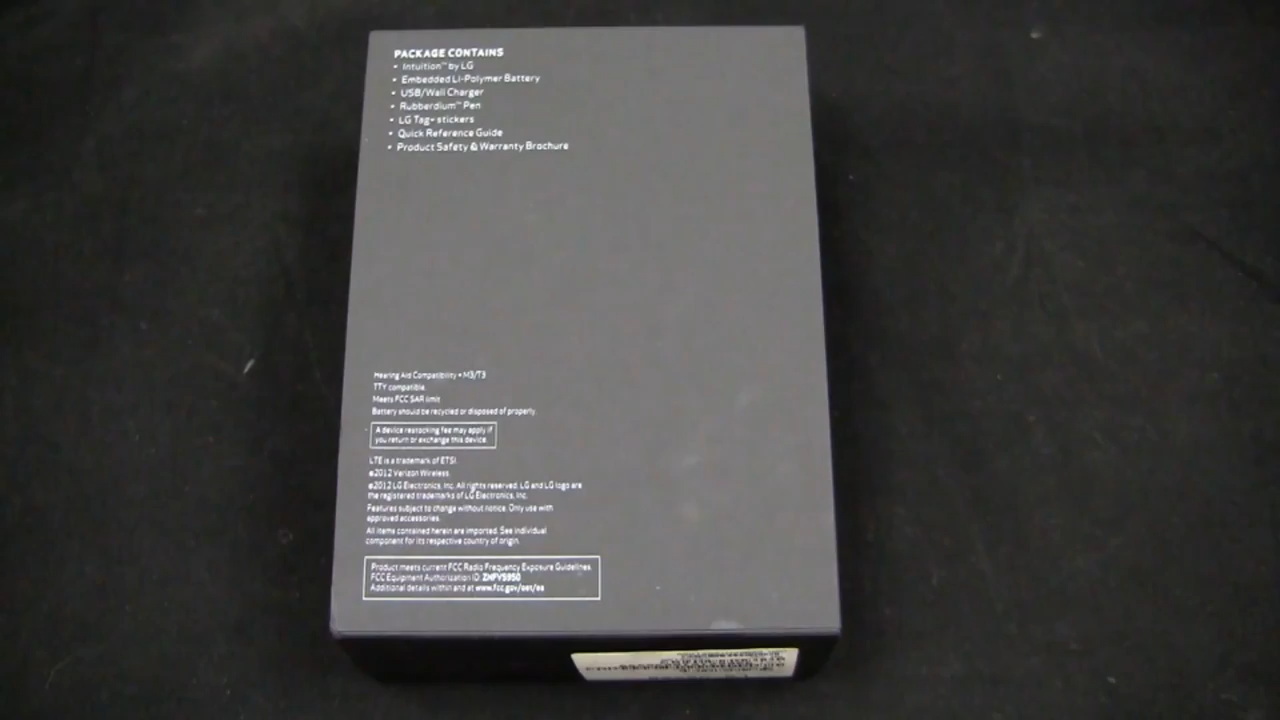 PACKAGE CONTAINS
• Intuition™ by LG
• Embedded Li-Polymer Battery
• USB/Wall Charger
• Rubberdium™ Pen
• LG Tag+ stickers
• Quick Reference Guide
• Product Safety & Warranty Brochure
Hearing Aid Compatibility • M3/T3
TTY compatible.
Meets FCC SAR limit
Battery should be recycled or disposed of properly.
A device restocking fee may apply if
you return or exchange this device.
LTE is a trademark of ETSI.
©2012 Verizon Wireless.
©2012 LG Electronics, Inc. All rights reserved. LG and LG logo are
the registered trademarks of LG Electronics, Inc.
Features subject to change without notice. Only use with
approved accessories.
All items contained herein are imported. See individual
component for its respective country of origin.
Product meets current FCC Radio Frequency Exposure Guidelines.
FCC Equipment Authorization ID: ZNFVS950
Additional details within and at www.fcc.gov/oet/ea